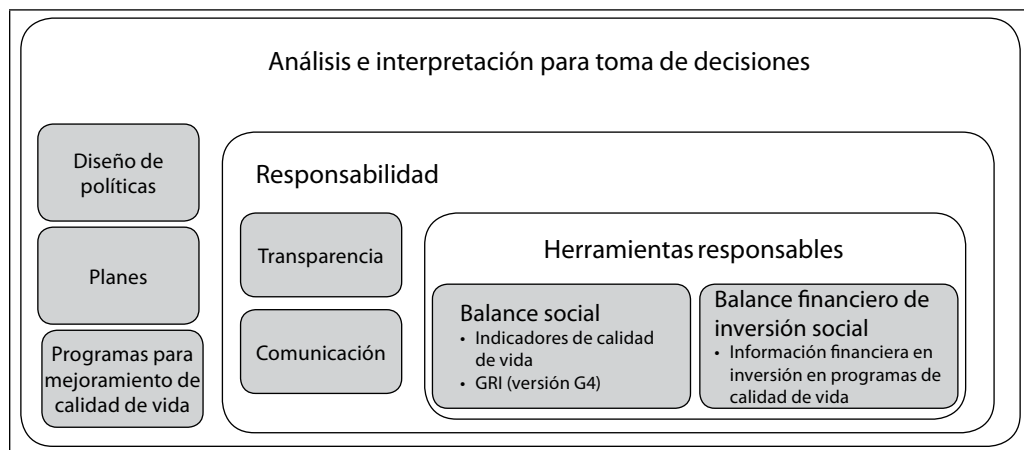 Análisis e interpretación para toma de decisiones
Diseño de
políticas
Planes
Programas para
mejoramiento de
calidad de vida
Responsabilidad
Transparencia
Comunicación
Herramientas responsables
Balance social
• Indicadores de calidad
de vida
• GRI (versión G4)
Balance financiero de
inversión social
• Información financiera en
inversión en programas de
calidad de vida